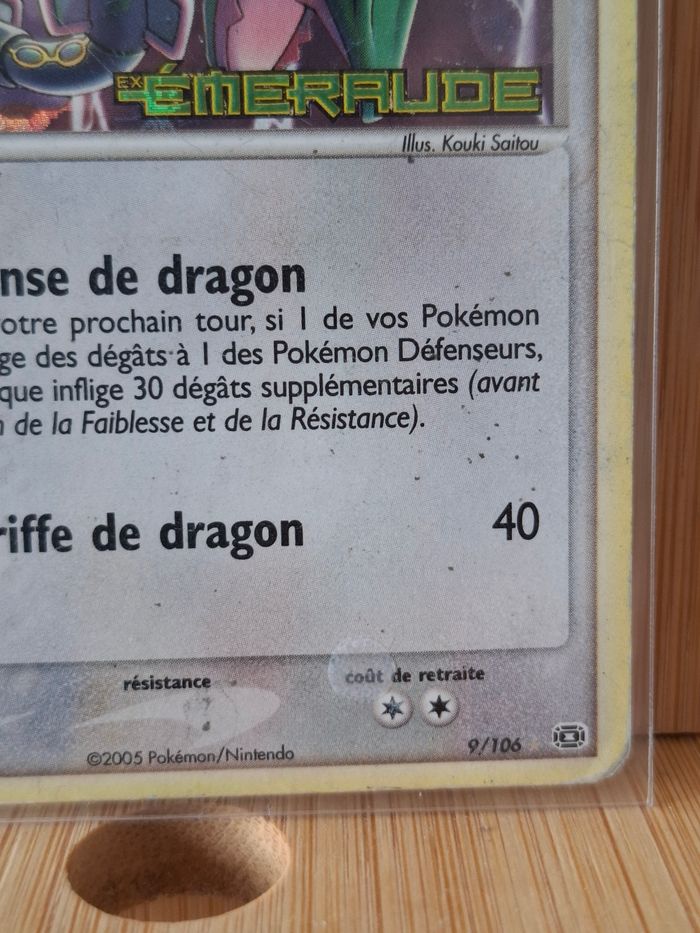 EX ÉMERAUDE
Illus. Kouki Saitou
nse de dragon
otre prochain tour, si 1 de vos Pokémon
ge des dégâts à 1 des Pokémon Défenseurs,
que inflige 30 dégâts supplémentaires (avant
n de la Faiblesse et de la Résistance).
riffe de dragon 40
résistance coût de retraite
©2005 Pokémon/Nintendo 9/106